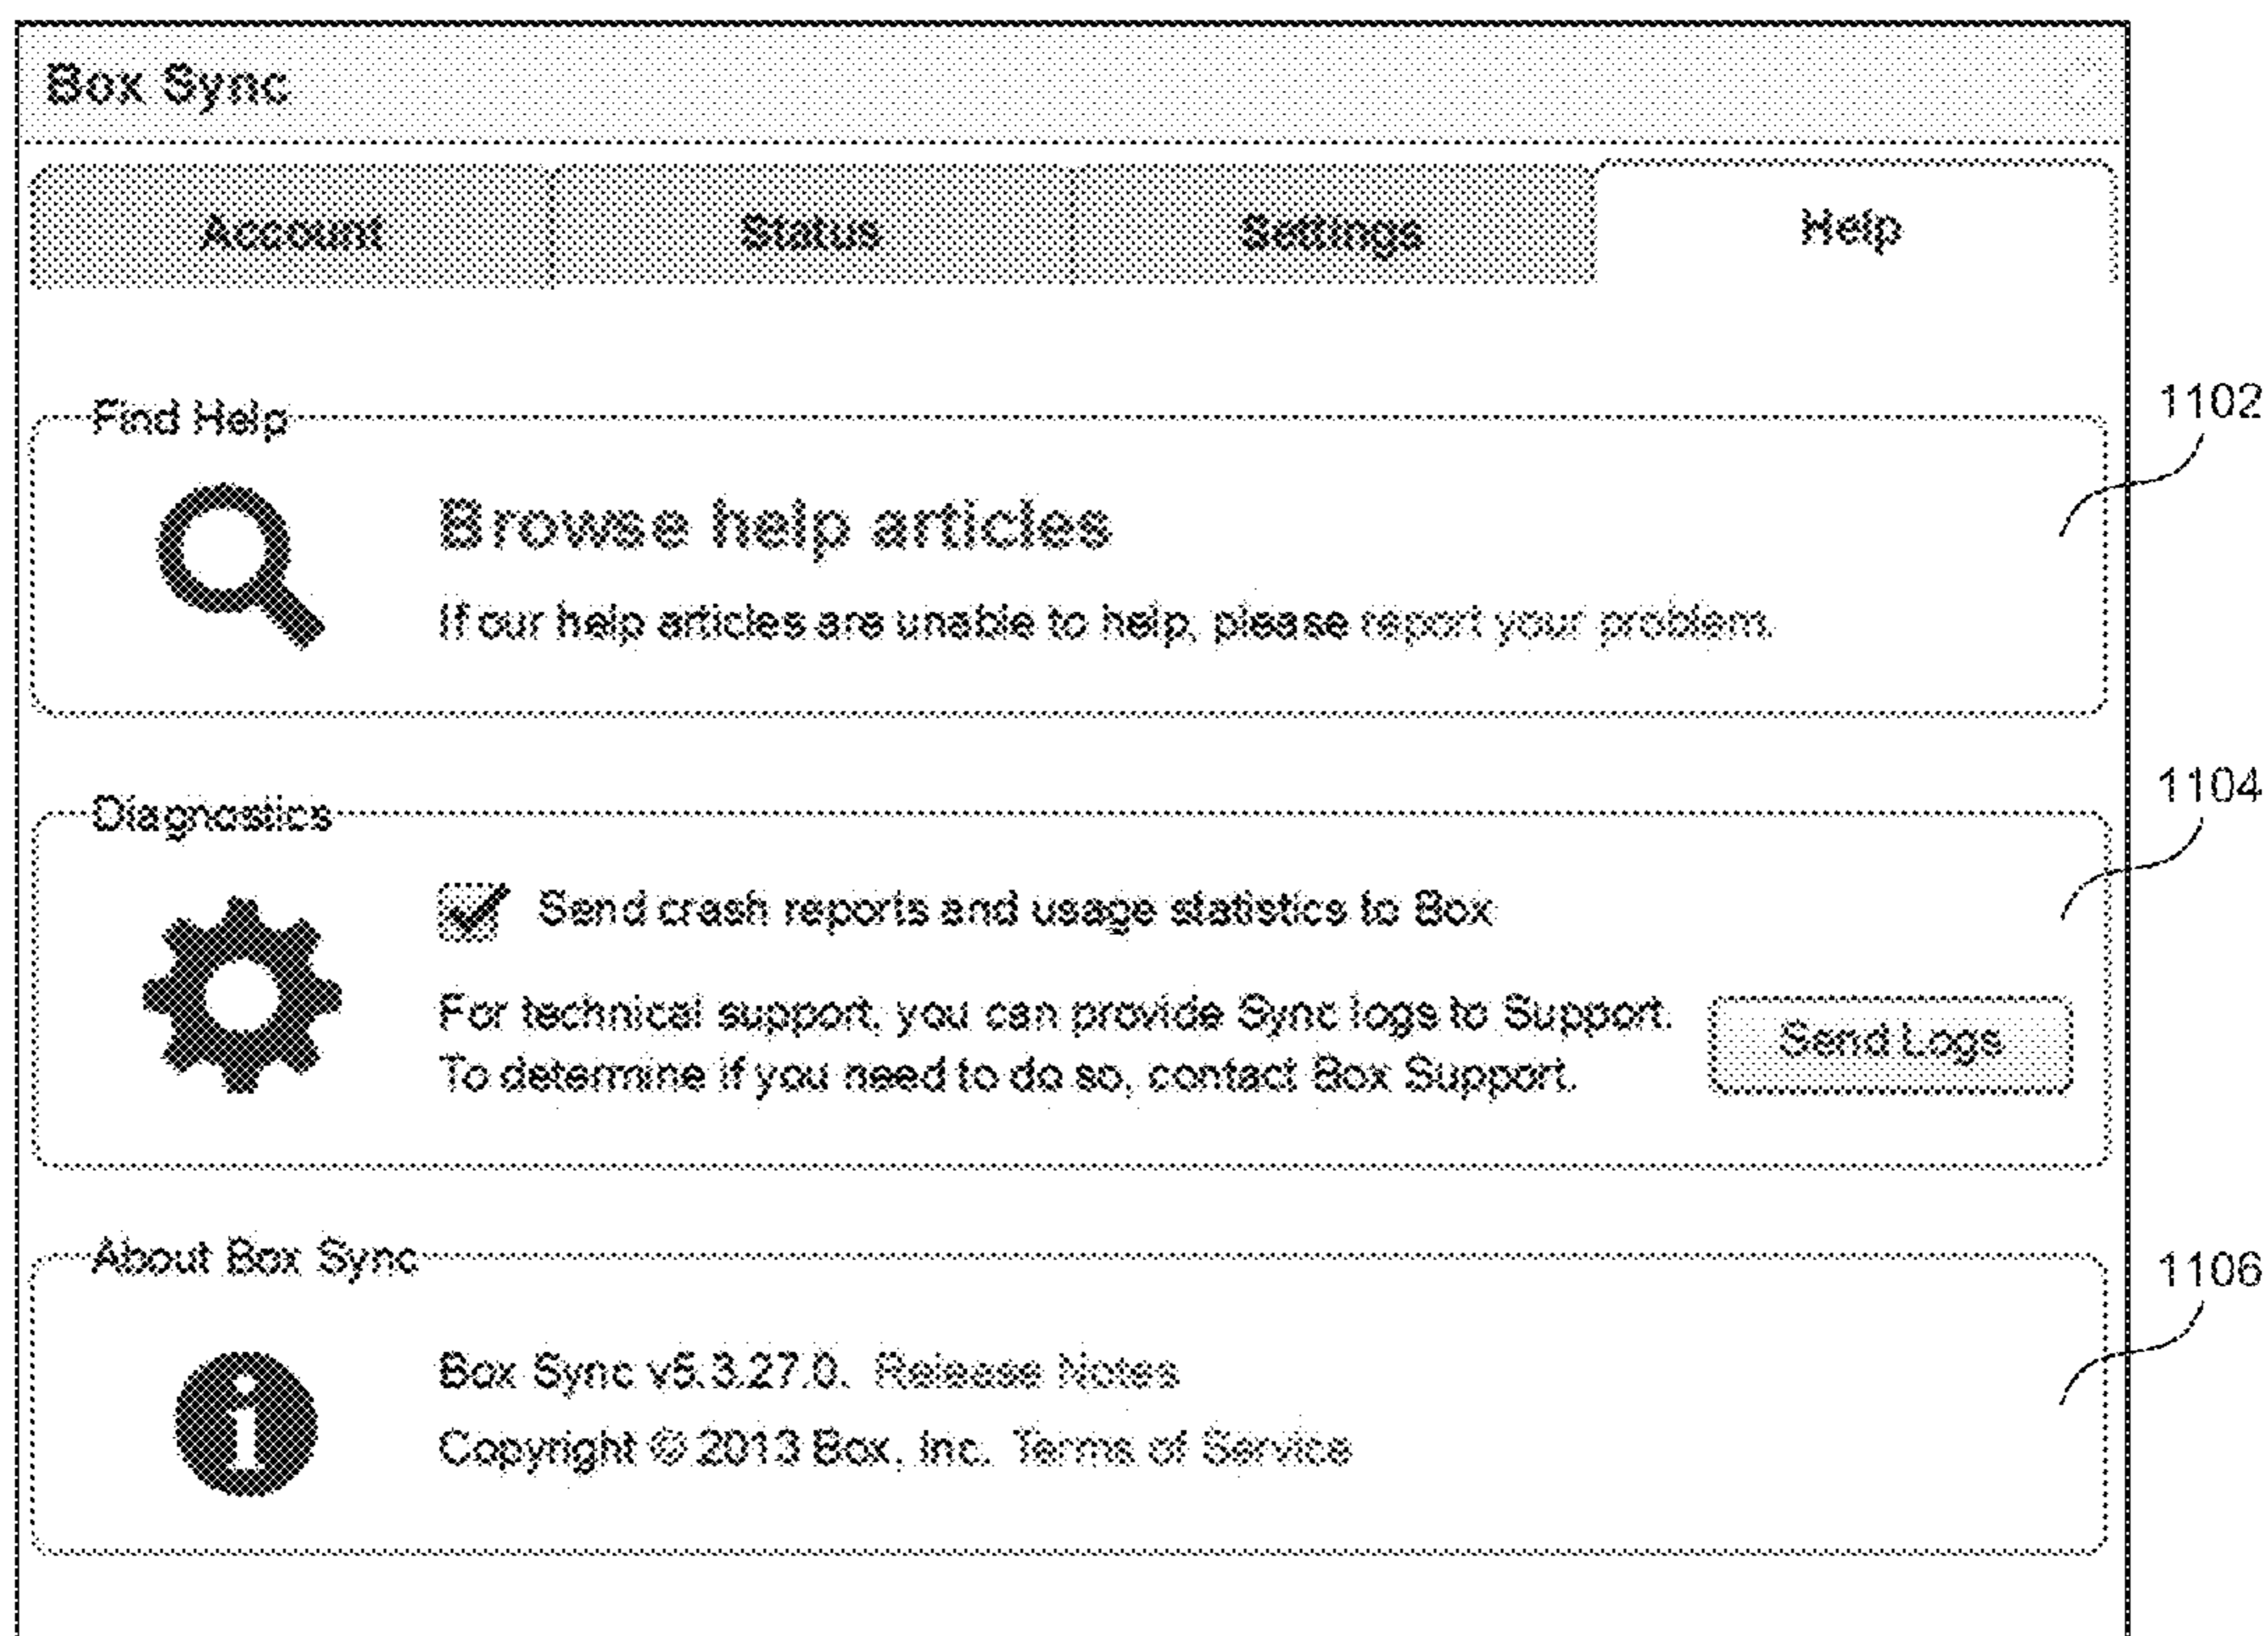 Box Sync
Account Status Settings Help
Find Help
1102
Browse help articles
If our help articles are unable to help, please report your problem.
Diagnostics
1104
Send crash reports and usage statistics to Box
For technical support, you can provide Sync logs to Support.
To determine if you need to do so, contact Box Support.
Send Logs
About Box Sync
1106
Box Sync v5.3.27.0. Release Notes
Copyright © 2013 Box, Inc. Terms of Service